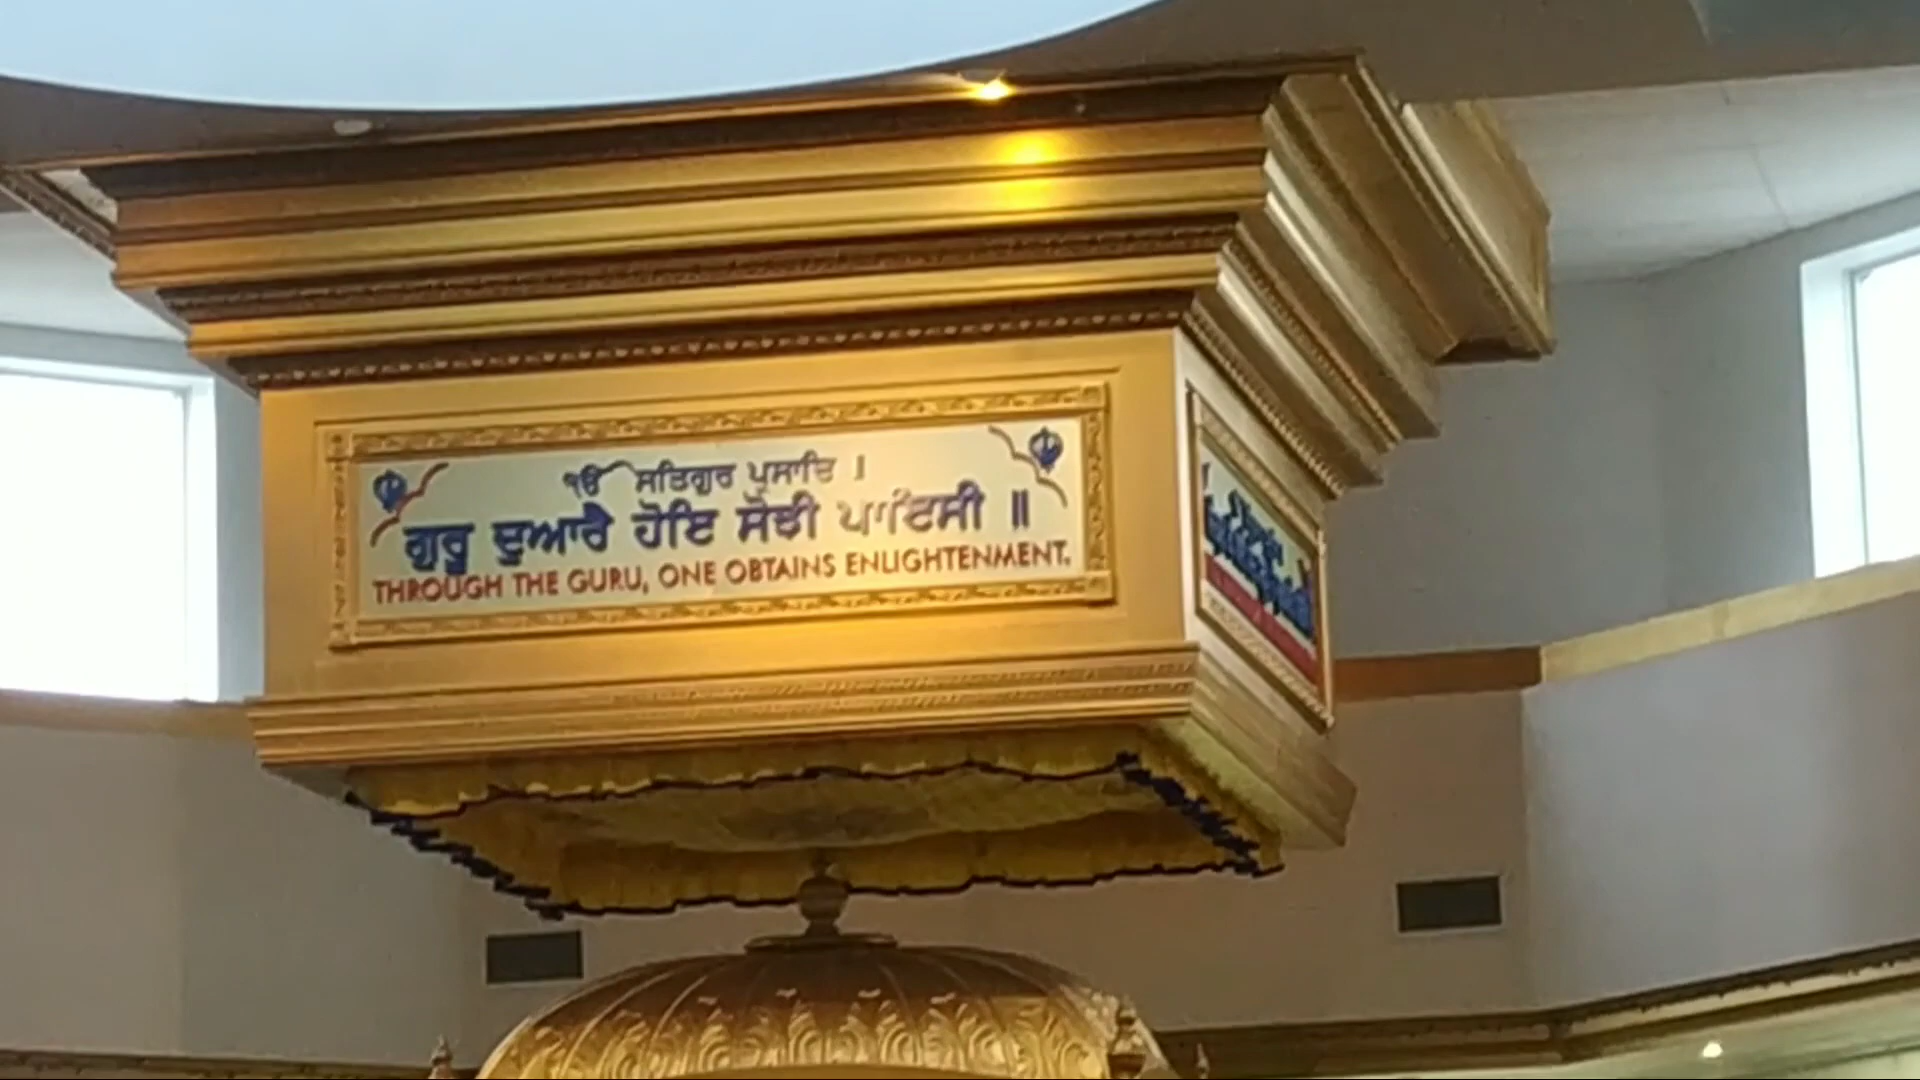 ੴ ਸਤਿਗੁਰ ਪ੍ਰਸਾਦਿ ॥
ਗੁਰੂ ਦੁਆਰੈ ਹੋਇ ਸੋਝੀ ਪਾਇਸੀ ॥
THROUGH THE GURU, ONE OBTAINS ENLIGHTENMENT.